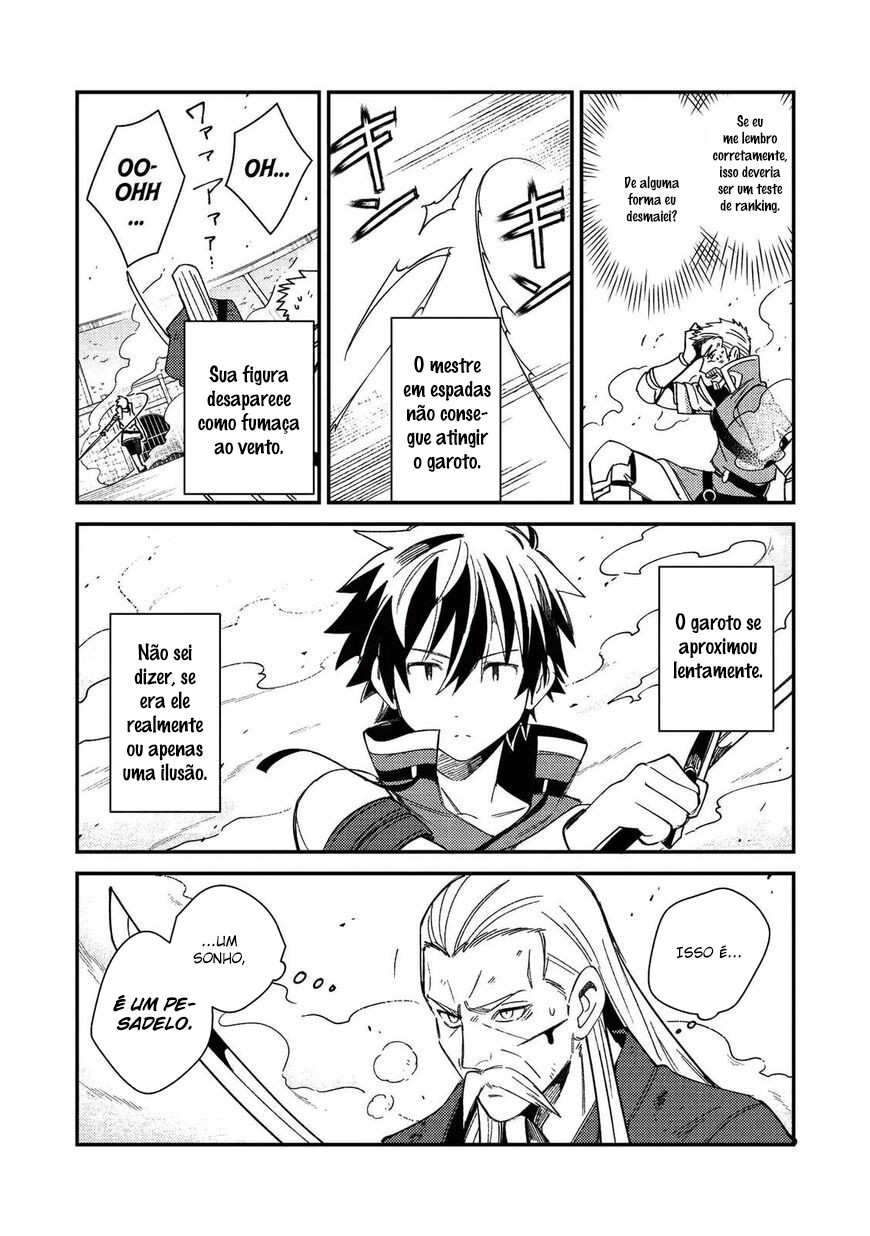 Se eu
me lembro
corretamente,
isso deveria
ser um teste
de ranking.
De alguma
forma eu
desmaiei?
キン
キン
O mestre
em espadas
não conse-
gue atingir
o garoto.
OH...
ワァァァァァ...
OO-
OHH
...
Sua figura
desaparece
como fumaça
ao vento.
O garoto se
aproximou
lentamente.
Não sei
dizer, se
era ele
realmente
ou apenas
uma ilusão.
ISSO É...
...UM
SONHO,
É UM PE-
SADELO.